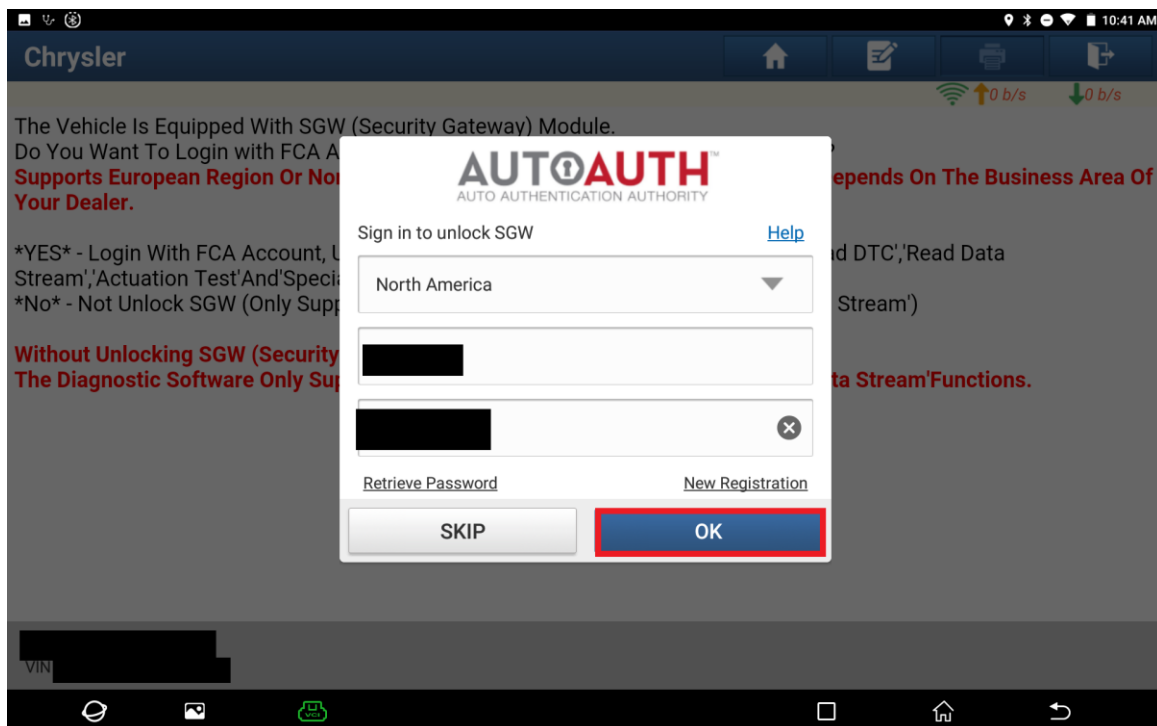 10:41 AM
Chrysler
0 b/s
0 b/s
The Vehicle Is Equipped With SGW (Security Gateway) Module.
Do You Want To Login with FCA A
?
Supports European Region Or Nor
epends On The Business Area Of
Your Dealer.
*YES* - Login With FCA Account, U
d DTC','Read Data
Stream','Actuation Test'And'Specia
*No* - Not Unlock SGW (Only Supp
Stream')
Without Unlocking SGW (Security
The Diagnostic Software Only Sup
ta Stream'Functions.
AUTOAUTH™
AUTO AUTHENTICATION AUTHORITY
Sign in to unlock SGW
Help
North America
Retrieve Password
New Registration
SKIP
OK
VIN
VCI